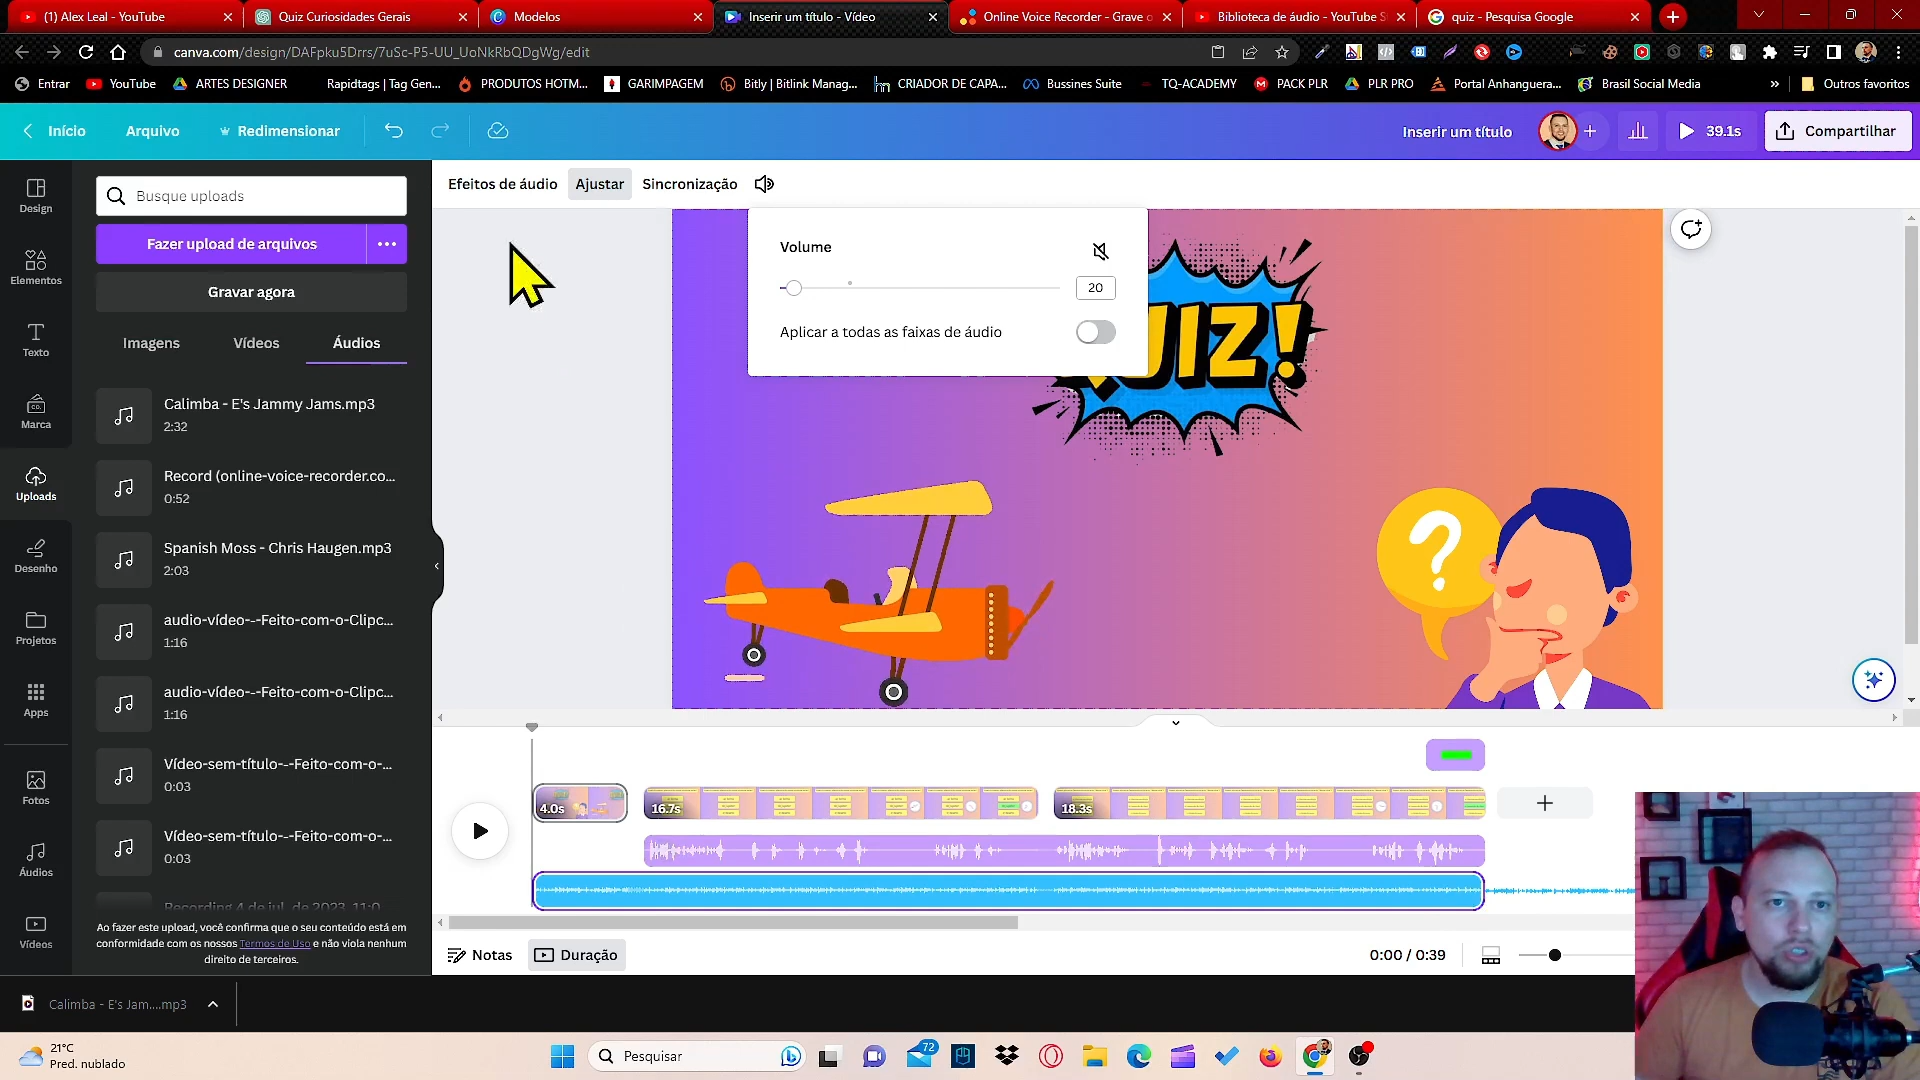 (1) Alex Leal - YouTube
Quiz Curiosidades Gerais
Modelos
Inserir um título - Vídeo
Online Voice Recorder - Grave o
Biblioteca de áudio - YouTube S
quiz - Pesquisa Google
canva.com/design/DAFpku5Drrs/7uSc-P5-UU_UoNkRbQDgWg/edit
Entrar
YouTube
ARTES DESIGNER
Rapidtags | Tag Gen...
PRODUTOS HOTM...
GARIMPAGEM
Bitly | Bitlink Manag...
CRIADOR DE CAPA...
Bussines Suite
TQ-ACADEMY
PACK PLR
PLR PRO
Portal Anhanguera...
Brasil Social Media
»
Outros favoritos
Início
Arquivo
Redimensionar
Inserir um título
39.1s
Compartilhar
Design
Elementos
Texto
Marca
Uploads
Desenho
Projetos
Apps
Fotos
Áudios
Vídeos
Busque uploads
Fazer upload de arquivos
Gravar agora
Imagens
Vídeos
Áudios
Calimba - E's Jammy Jams.mp3
2:32
Record (online-voice-recorder.co...
0:52
Spanish Moss - Chris Haugen.mp3
2:03
audio-vídeo-–-Feito-com-o-Clipc...
1:16
audio-vídeo-–-Feito-com-o-Clipc...
1:16
Vídeo-sem-título-–-Feito-com-o-...
0:03
Vídeo-sem-título-–-Feito-com-o-...
0:03
Recording 4 de jul. de 2023, 11:0
Ao fazer este upload, você confirma que o seu conteúdo está em
conformidade com os nossos Termos de Uso e não viola nenhum
direito de terceiros.
Efeitos de áudio
Ajustar
Sincronização
Volume
20
Aplicar a todas as faixas de áudio
QUIZ!
?
4.0s
16.7s
18.3s
Notas
Duração
0:00 / 0:39
Calimba - E's Jam....mp3
21°C
Pred. nublado
Pesquisar
72